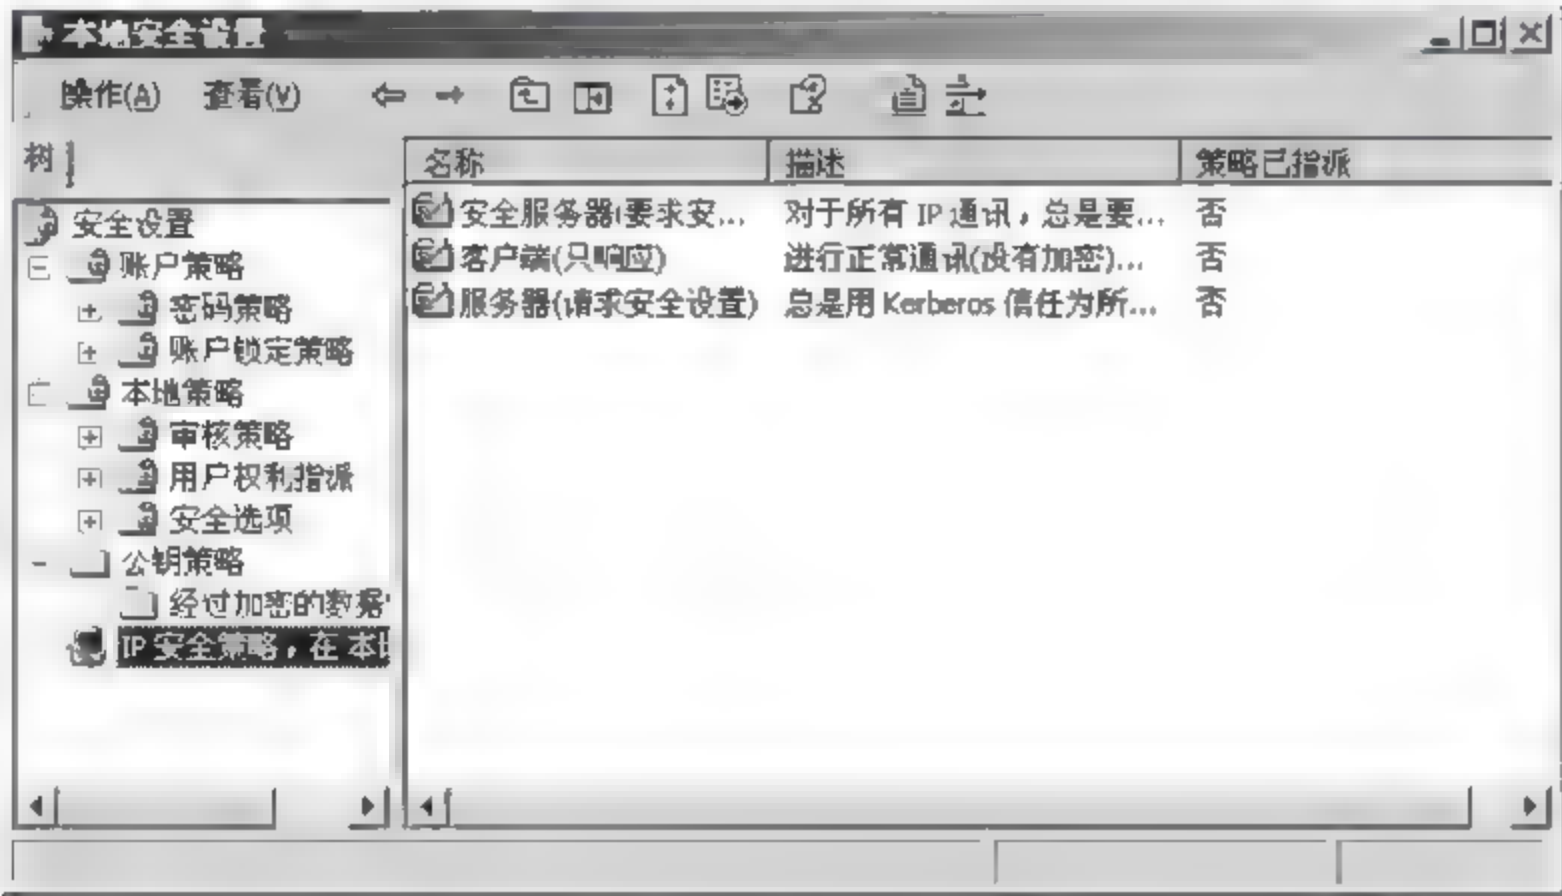 本地安全设置
操作(A) 查看(V)
树
名称 描述 策略已指派
安全设置
账户策略
密码策略
账户锁定策略
本地策略
审核策略
用户权利指派
安全选项
公钥策略
经过加密的数据
IP 安全策略，在 本
安全服务器(要求安... 对于所有 IP 通讯，总是要... 否
客户端(只响应) 进行正常通讯(没有加密)... 否
服务器(请求安全设置) 总是用 Kerberos 信任为所... 否